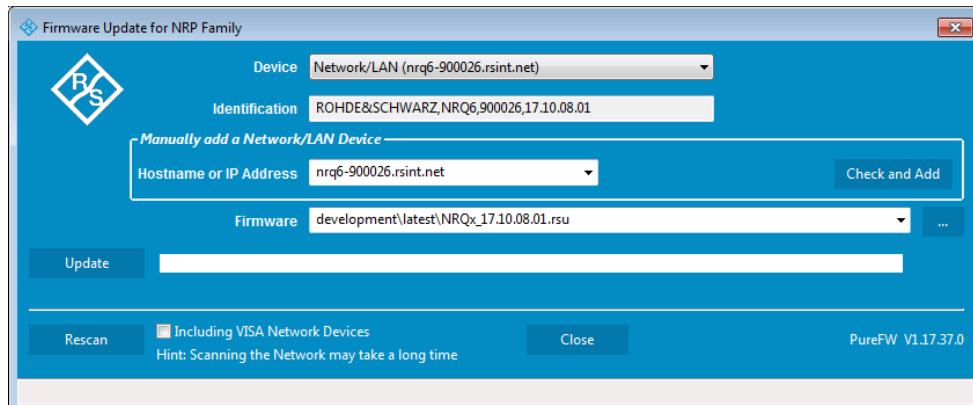 Firmware Update for NRP Family
R&S
Device Network/LAN (nrq6-900026.rsint.net)
Identification ROHDE&SCHWARZ,NRQ6,900026,17.10.08.01
Manually add a Network/LAN Device
Hostname or IP Address nrq6-900026.rsint.net Check and Add
Firmware development\latest\NRQx_17.10.08.01.rsu ...
Update
Rescan Including VISA Network Devices Close PureFW V1.17.37.0
Hint: Scanning the Network may take a long time